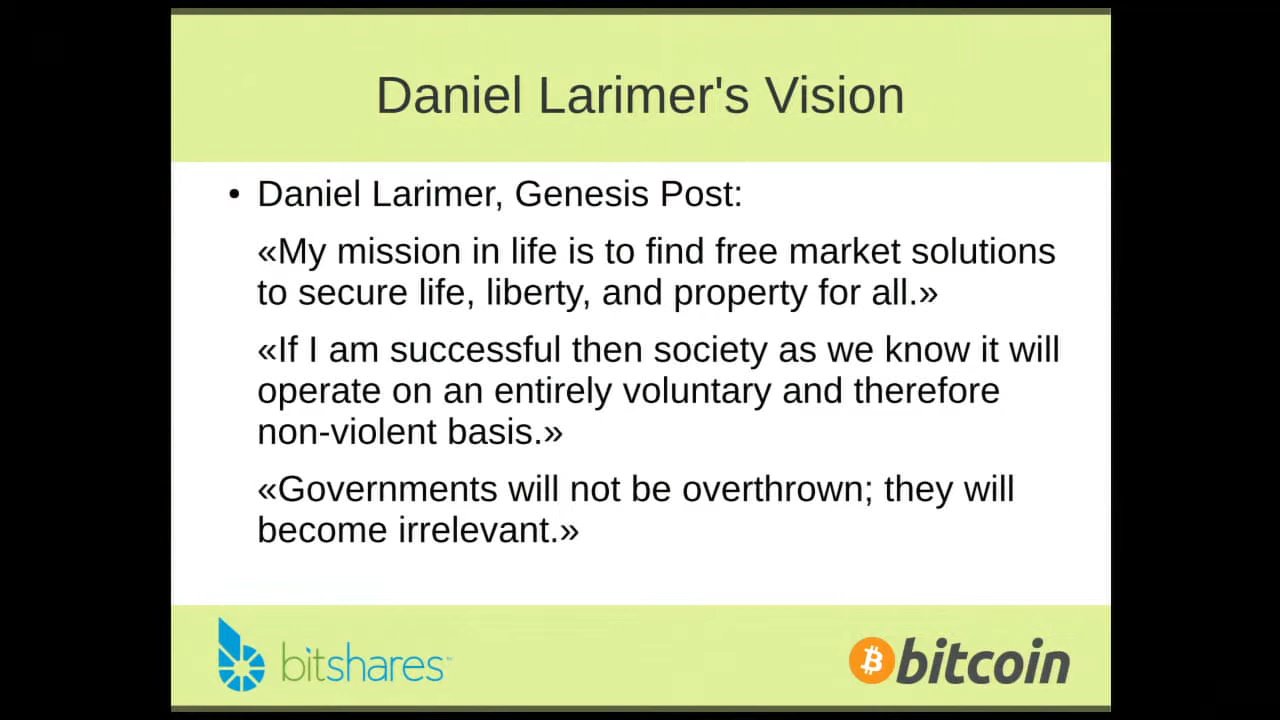 Daniel Larimer's Vision
• Daniel Larimer, Genesis Post:
«My mission in life is to find free market solutions
to secure life, liberty, and property for all.»
«If I am successful then society as we know it will
operate on an entirely voluntary and therefore
non-violent basis.»
«Governments will not be overthrown; they will
become irrelevant.»
bitshares™
bitcoin